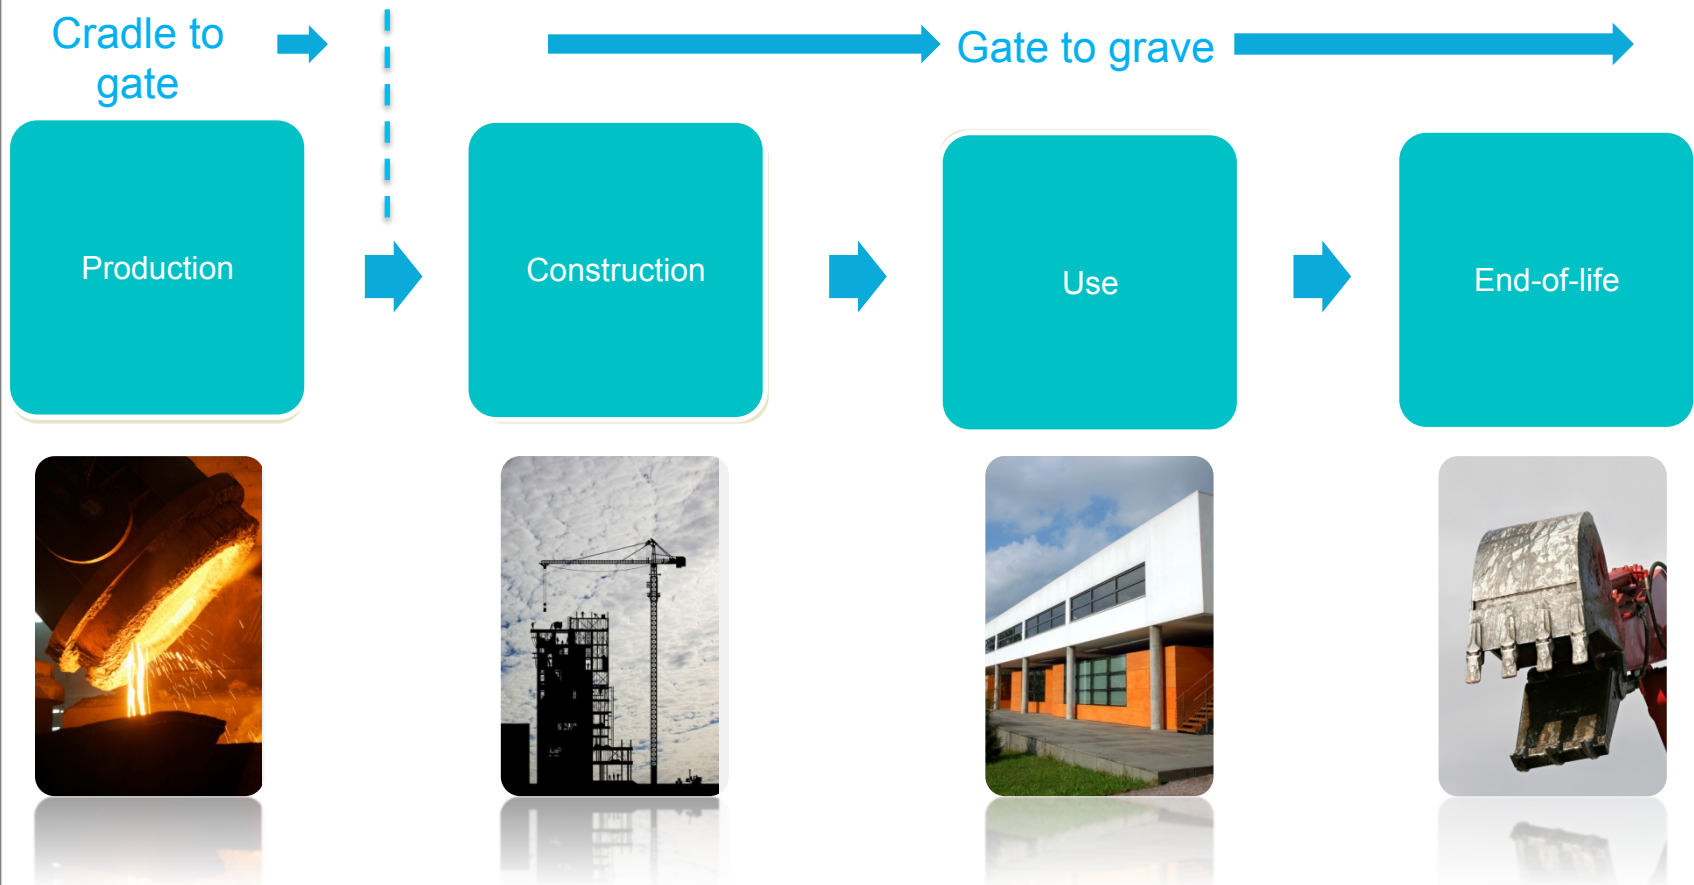 Cradle to
gate
Gate to grave
Production
Construction
Use
End-of-life